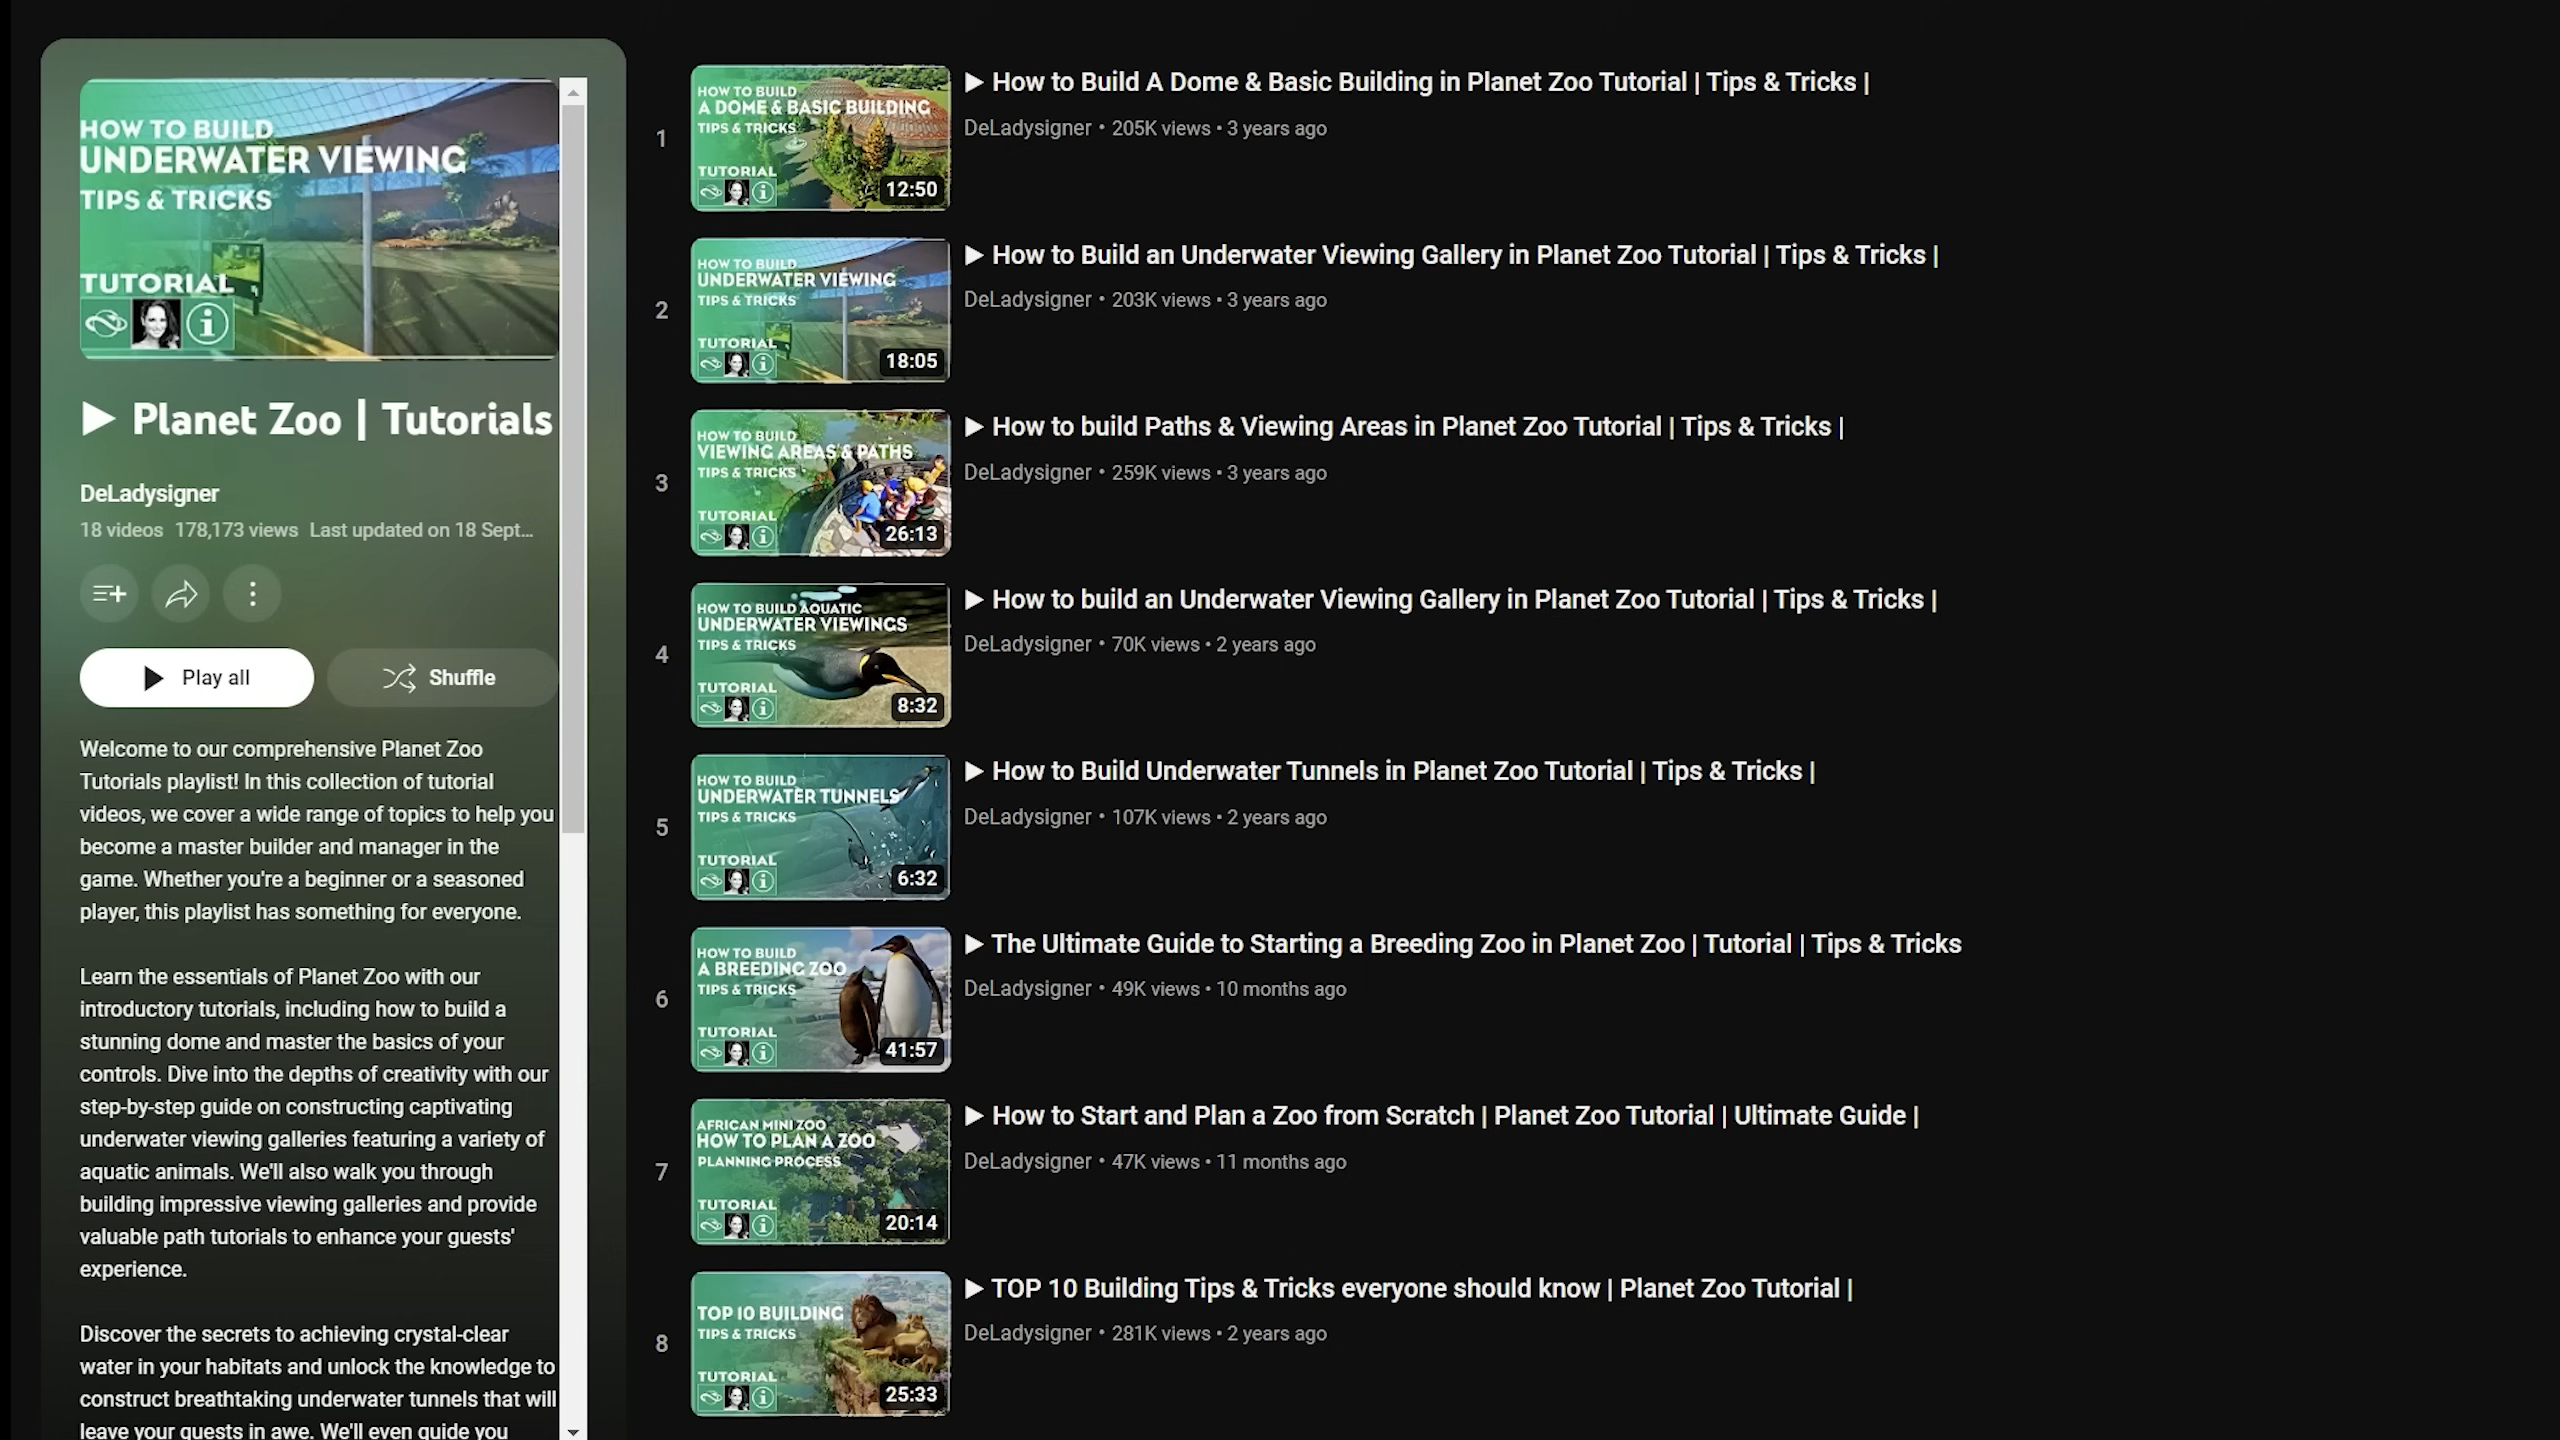 HOW TO BUILD
UNDERWATER VIEWING
TIPS & TRICKS
TUTORIAL
▶ Planet Zoo | Tutorials
DeLadysigner
18 videos 178,173 views Last updated on 18 Sept...
Play all
Shuffle
Welcome to our comprehensive Planet Zoo
Tutorials playlist! In this collection of tutorial
videos, we cover a wide range of topics to help you
become a master builder and manager in the
game. Whether you're a beginner or a seasoned
player, this playlist has something for everyone.
Learn the essentials of Planet Zoo with our
introductory tutorials, including how to build a
stunning dome and master the basics of your
controls. Dive into the depths of creativity with our
step-by-step guide on constructing captivating
underwater viewing galleries featuring a variety of
aquatic animals. We'll also walk you through
building impressive viewing galleries and provide
valuable path tutorials to enhance your guests'
experience.
Discover the secrets to achieving crystal-clear
water in your habitats and unlock the knowledge to
construct breathtaking underwater tunnels that will
leave your guests in awe. We'll even guide you
1
HOW TO BUILD
A DOME & BASIC BUILDING
TIPS & TRICKS
TUTORIAL
12:50
▶ How to Build A Dome & Basic Building in Planet Zoo Tutorial | Tips & Tricks |
DeLadysigner • 205K views • 3 years ago
2
HOW TO BUILD
UNDERWATER VIEWING
TIPS & TRICKS
TUTORIAL
18:05
▶ How to Build an Underwater Viewing Gallery in Planet Zoo Tutorial | Tips & Tricks |
DeLadysigner • 203K views • 3 years ago
3
HOW TO BUILD
VIEWING AREAS & PATHS
TIPS & TRICKS
TUTORIAL
26:13
▶ How to build Paths & Viewing Areas in Planet Zoo Tutorial | Tips & Tricks |
DeLadysigner • 259K views • 3 years ago
4
HOW TO BUILD AQUATIC
UNDERWATER VIEWINGS
TIPS & TRICKS
TUTORIAL
8:32
▶ How to build an Underwater Viewing Gallery in Planet Zoo Tutorial | Tips & Tricks |
DeLadysigner • 70K views • 2 years ago
5
HOW TO BUILD
UNDERWATER TUNNELS
TIPS & TRICKS
TUTORIAL
6:32
▶ How to Build Underwater Tunnels in Planet Zoo Tutorial | Tips & Tricks |
DeLadysigner • 107K views • 2 years ago
6
HOW TO BUILD
A BREEDING ZOO
TIPS & TRICKS
TUTORIAL
41:57
▶ The Ultimate Guide to Starting a Breeding Zoo in Planet Zoo | Tutorial | Tips & Tricks
DeLadysigner • 49K views • 10 months ago
7
AFRICAN MINI ZOO
HOW TO PLAN A ZOO
PLANNING PROCESS
TUTORIAL
20:14
▶ How to Start and Plan a Zoo from Scratch | Planet Zoo Tutorial | Ultimate Guide |
DeLadysigner • 47K views • 11 months ago
8
TOP 10 BUILDING
TIPS & TRICKS
TUTORIAL
25:33
▶ TOP 10 Building Tips & Tricks everyone should know | Planet Zoo Tutorial |
DeLadysigner • 281K views • 2 years ago